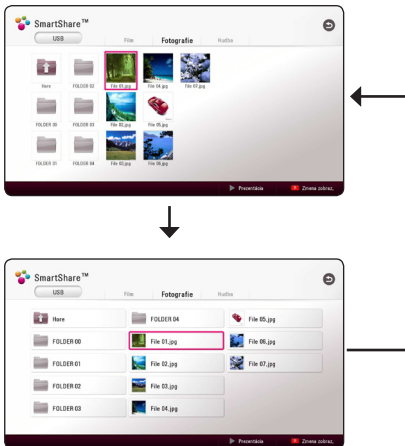 SmartShare™
USB
Film Fotografie Hudba
Hore FOLDER 02 File 01.jpg File 04.jpg File 07.jpg
FOLDER 00 FOLDER 03 File 02.jpg File 05.jpg
FOLDER 01 FOLDER 04 File 03.jpg File 06.jpg
Prezentácia Zmena zobraz.
SmartShare™
USB
Film Fotografie Hudba
Hore FOLDER 04 File 05.jpg
FOLDER 00 File 01.jpg File 06.jpg
FOLDER 01 File 02.jpg File 07.jpg
FOLDER 02 File 03.jpg
FOLDER 03 File 04.jpg
Prezentácia Zmena zobraz.